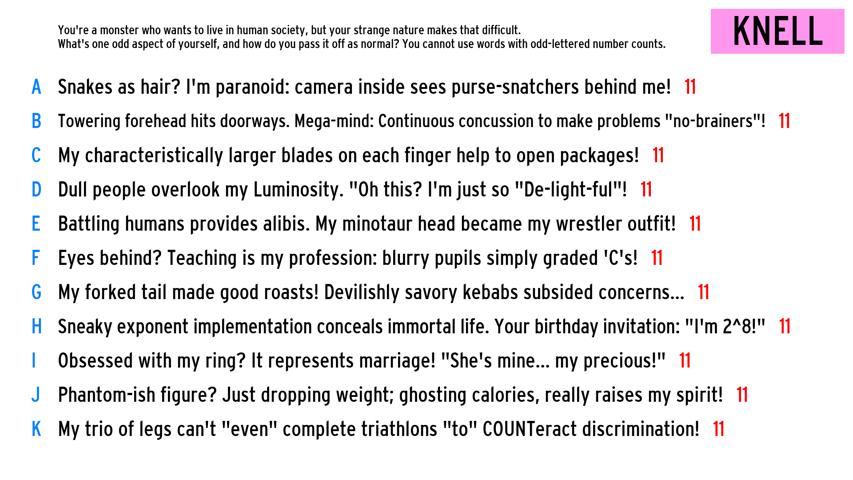 You're a monster who wants to live in human society, but your strange nature makes that difficult.
What's one odd aspect of yourself, and how do you pass it off as normal? You cannot use words with odd-lettered number counts.
KNELL
A Snakes as hair? I'm paranoid: camera inside sees purse-snatchers behind me! 11
B Towering forehead hits doorways. Mega-mind: Continuous concussion to make problems "no-brainers"! 11
C My characteristically larger blades on each finger help to open packages! 11
D Dull people overlook my Luminosity. "Oh this? I'm just so "De-light-ful"! 11
E Battling humans provides alibis. My minotaur head became my wrestler outfit! 11
F Eyes behind? Teaching is my profession: blurry pupils simply graded 'C's! 11
G My forked tail made good roasts! Devilishly savory kebabs subsided concerns... 11
H Sneaky exponent implementation conceals immortal life. Your birthday invitation: "I'm 2^8!" 11
I Obsessed with my ring? It represents marriage! "She's mine... my precious!" 11
J Phantom-ish figure? Just dropping weight; ghosting calories, really raises my spirit! 11
K My trio of legs can't "even" complete triathlons "to" COUNTeract discrimination! 11